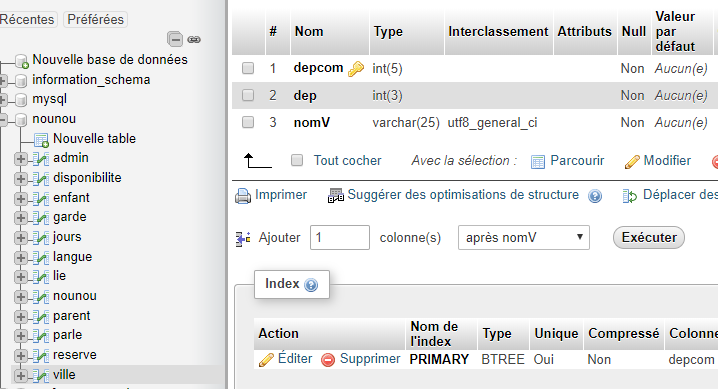 Récentes Préférées
Nouvelle base de données
information_schema
mysql
nounou
Nouvelle table
admin
disponibilite
enfant
garde
jours
langue
lie
nounou
parent
parle
reserve
ville
# Nom Type Interclassement Attributs Null Valeur par défaut
1 depcom int(5) Non Aucun(e)
2 dep int(3) Non Aucun(e)
3 nomV varchar(25) utf8_general_ci Non Aucun(e)
Tout cocher Avec la sélection : Parcourir Modifier
Imprimer Suggérer des optimisations de structure Déplacer des
Ajouter 1 colonne(s) après nomV Exécuter
Index
Action Nom de l'index Type Unique Compressé Colonne
Éditer Supprimer PRIMARY BTREE Oui Non depcom